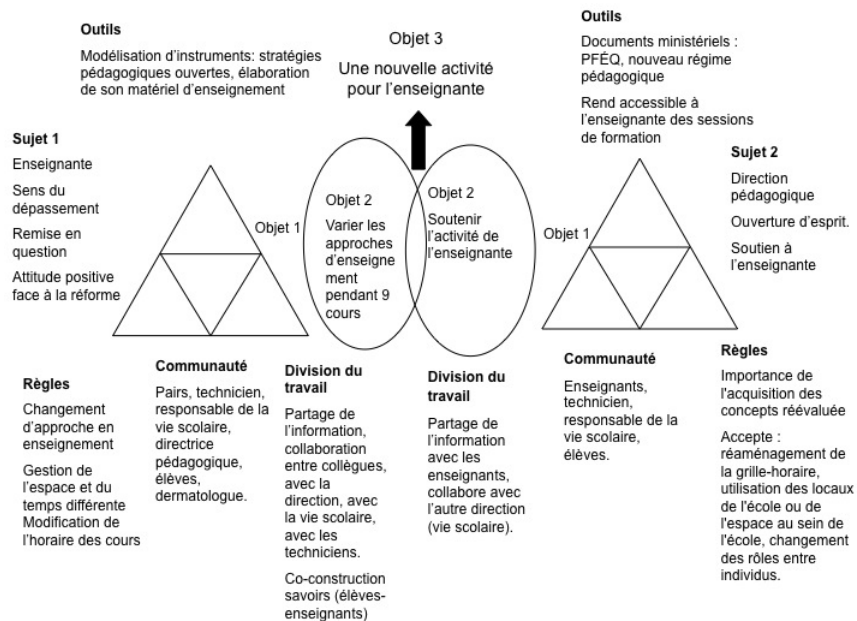 Outils
Modélisation d'instruments: stratégies
pédagogiques ouvertes, élaboration
de son matériel d'enseignement
Objet 3
Une nouvelle activité
pour l'enseignante
Outils
Documents ministériels :
PFÉQ, nouveau régime
pédagogique
Rend accessible à
l'enseignante des sessions
de formation
Sujet 1
Enseignante
Sens du
dépassement
Remise en
question
Attitude positive
face à la réforme
Objet 1
Objet 2
Varier les
approches
d'enseigne
ment
pendant 9
cours
Objet 2
Soutenir
l'activité de
l'enseignante
Objet 1
Sujet 2
Direction
pédagogique
Ouverture d'esprit.
Soutien à
l'enseignante
Règles
Changement
d'approche en
enseignement
Gestion de
l'espace et du
temps différente
Modification de
l'horaire des cours
Communauté
Pairs, technicien,
responsable de la
vie scolaire,
directrice
pédagogique,
élèves,
dermatologue.
Division du
travail
Partage de
l'information,
collaboration
entre collègues,
avec la
direction, avec
la vie scolaire,
avec les
techniciens.
Co-construction
savoirs (élèves-
enseignants)
Division du
travail
Partage de
l'information
avec les
enseignants,
collabore avec
l'autre direction
(vie scolaire).
Communauté
Enseignants,
technicien,
responsable de la
vie scolaire,
élèves.
Règles
Importance de
l'acquisition des
concepts réévaluée
Accepte :
réaménagement de
la grille-horaire,
utilisation des locaux
de l'école ou de
l'espace au sein de
l'école, changement
des rôles entre
individus.